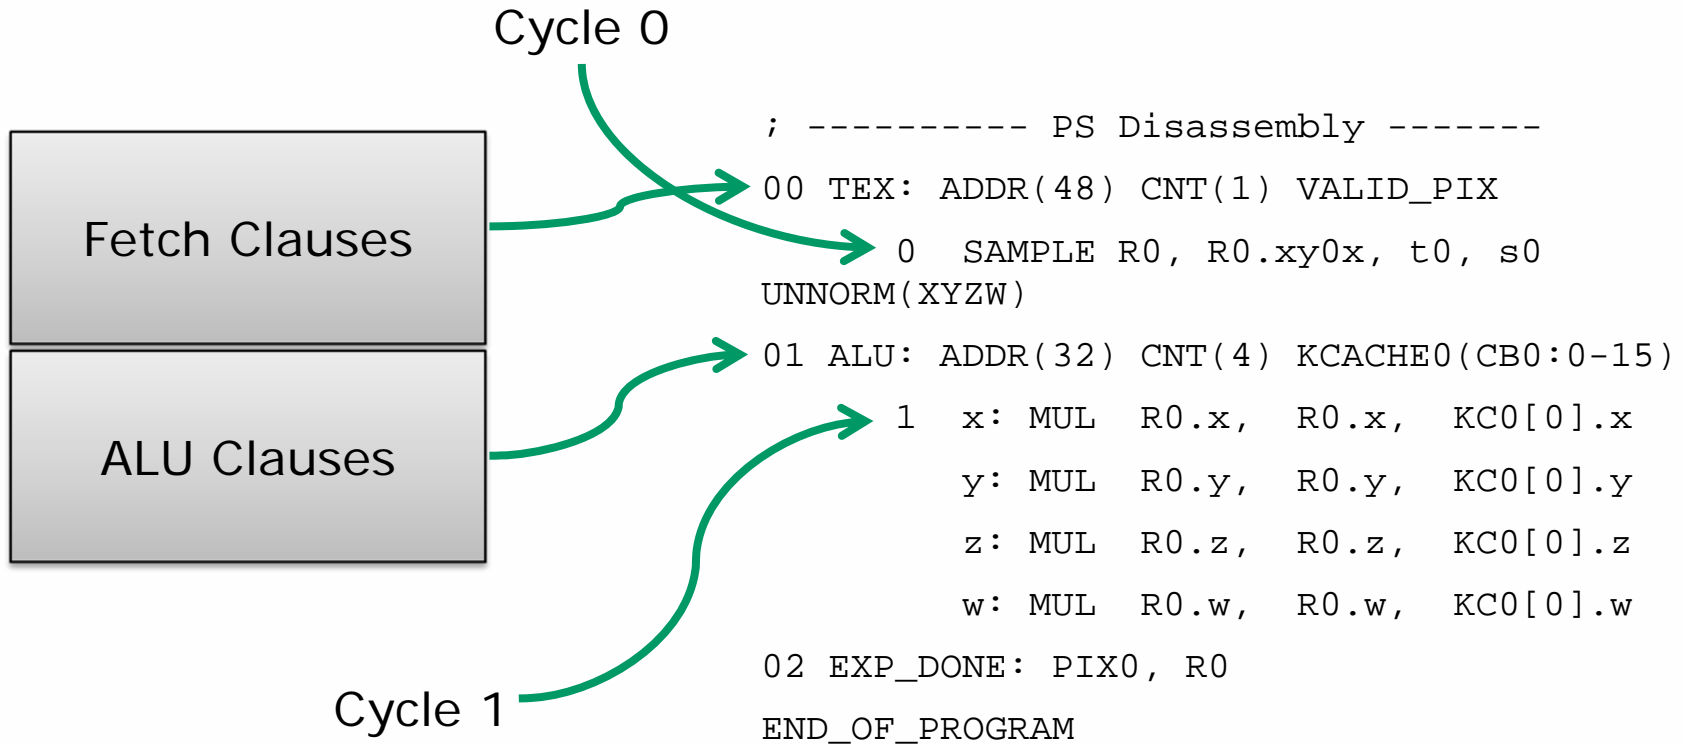 Cycle 0
; ---------- PS Disassembly -------
00 TEX: ADDR(48) CNT(1) VALID_PIX
0 SAMPLE R0, R0.xy0x, t0, s0
UNNORM(XYZW)
01 ALU: ADDR(32) CNT(4) KCACHE0(CB0:0-15)
1 x: MUL R0.x, R0.x, KC0[0].x
y: MUL R0.y, R0.y, KC0[0].y
z: MUL R0.z, R0.z, KC0[0].z
w: MUL R0.w, R0.w, KC0[0].w
02 EXP_DONE: PIX0, R0
END_OF_PROGRAM
Fetch Clauses
ALU Clauses
Cycle 1